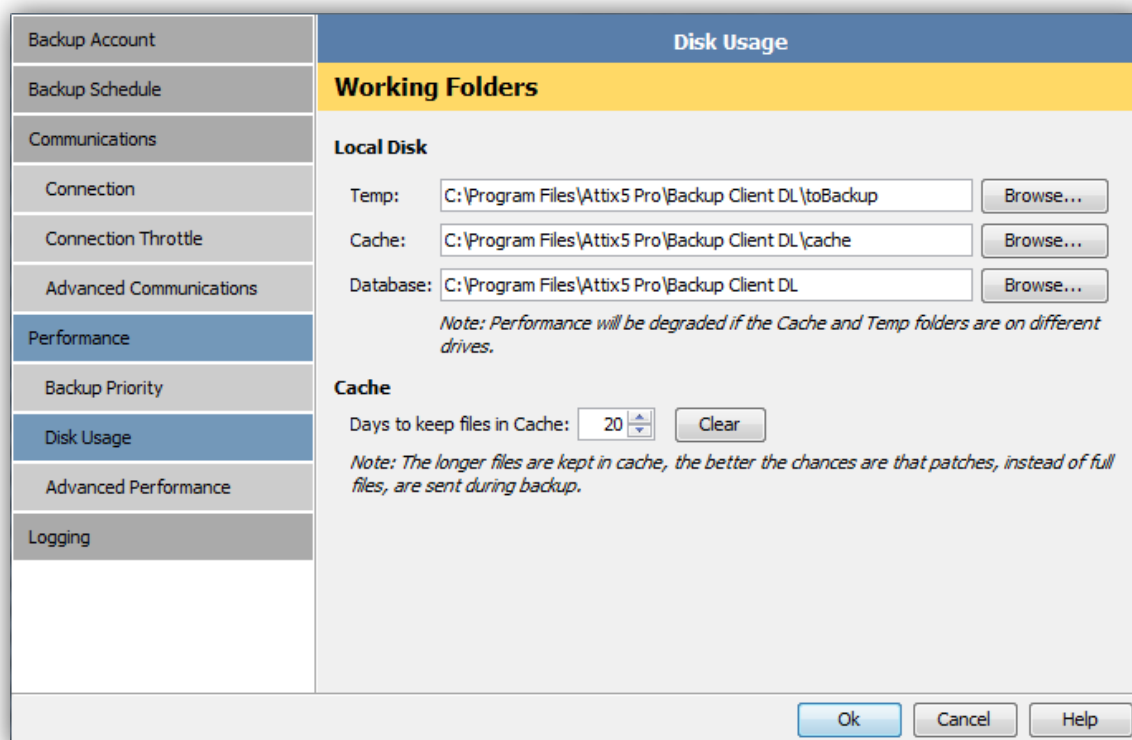 Backup Account
Backup Schedule
Communications
Connection
Connection Throttle
Advanced Communications
Performance
Backup Priority
Disk Usage
Advanced Performance
Logging
Disk Usage
Working Folders
Local Disk
Temp: C:\Program Files\Attix5 Pro\Backup Client DL\toBackup Browse...
Cache: C:\Program Files\Attix5 Pro\Backup Client DL\cache Browse...
Database: C:\Program Files\Attix5 Pro\Backup Client DL Browse...
Note: Performance will be degraded if the Cache and Temp folders are on different
drives.
Cache
Days to keep files in Cache: 20 Clear
Note: The longer files are kept in cache, the better the chances are that patches, instead of full
files, are sent during backup.
Ok Cancel Help